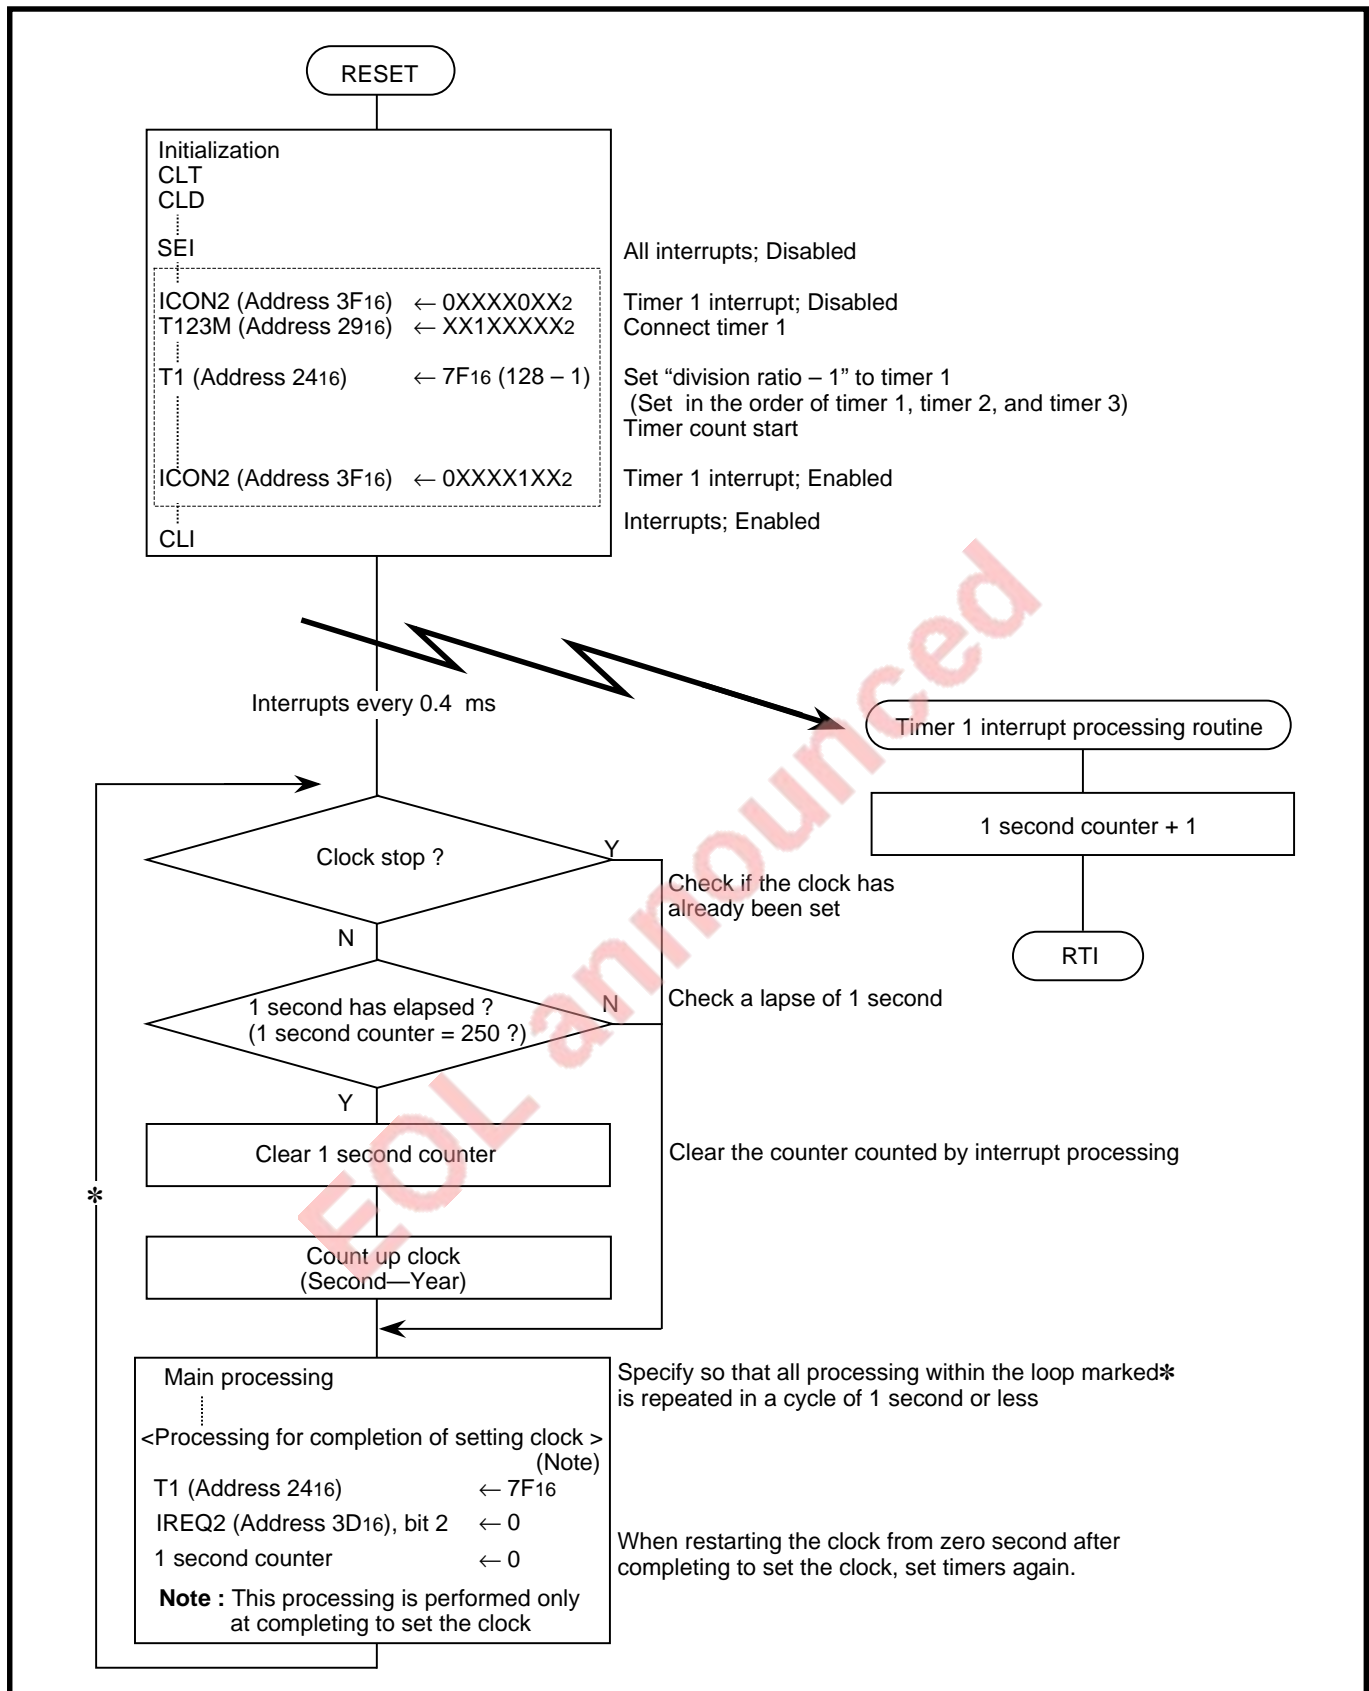 RESET
Initialization
CLT
CLD
SEI
All interrupts; Disabled
ICON2 (Address 3F16) ← 0XXXX0XX2
Timer 1 interrupt; Disabled
T123M (Address 2916) ← XX1XXXXX2
Connect timer 1
T1 (Address 2416) ← 7F16 (128 – 1)
Set “division ratio – 1” to timer 1
(Set in the order of timer 1, timer 2, and timer 3)
Timer count start
ICON2 (Address 3F16) ← 0XXXX1XX2
Timer 1 interrupt; Enabled
Interrupts; Enabled
CLI
Interrupts every 0.4 ms
Timer 1 interrupt processing routine
1 second counter + 1
RTI
Clock stop ?
Y
Check if the clock has
already been set
N
1 second has elapsed ?
(1 second counter = 250 ?)
N
Check a lapse of 1 second
Y
Clear 1 second counter
Clear the counter counted by interrupt processing
✻
Count up clock
(Second—Year)
Main processing
Specify so that all processing within the loop marked✻
is repeated in a cycle of 1 second or less
<Processing for completion of setting clock >
(Note)
T1 (Address 2416) ← 7F16
IREQ2 (Address 3D16), bit 2 ← 0
1 second counter ← 0
When restarting the clock from zero second after
completing to set the clock, set timers again.
Note : This processing is performed only
at completing to set the clock
EOL announced